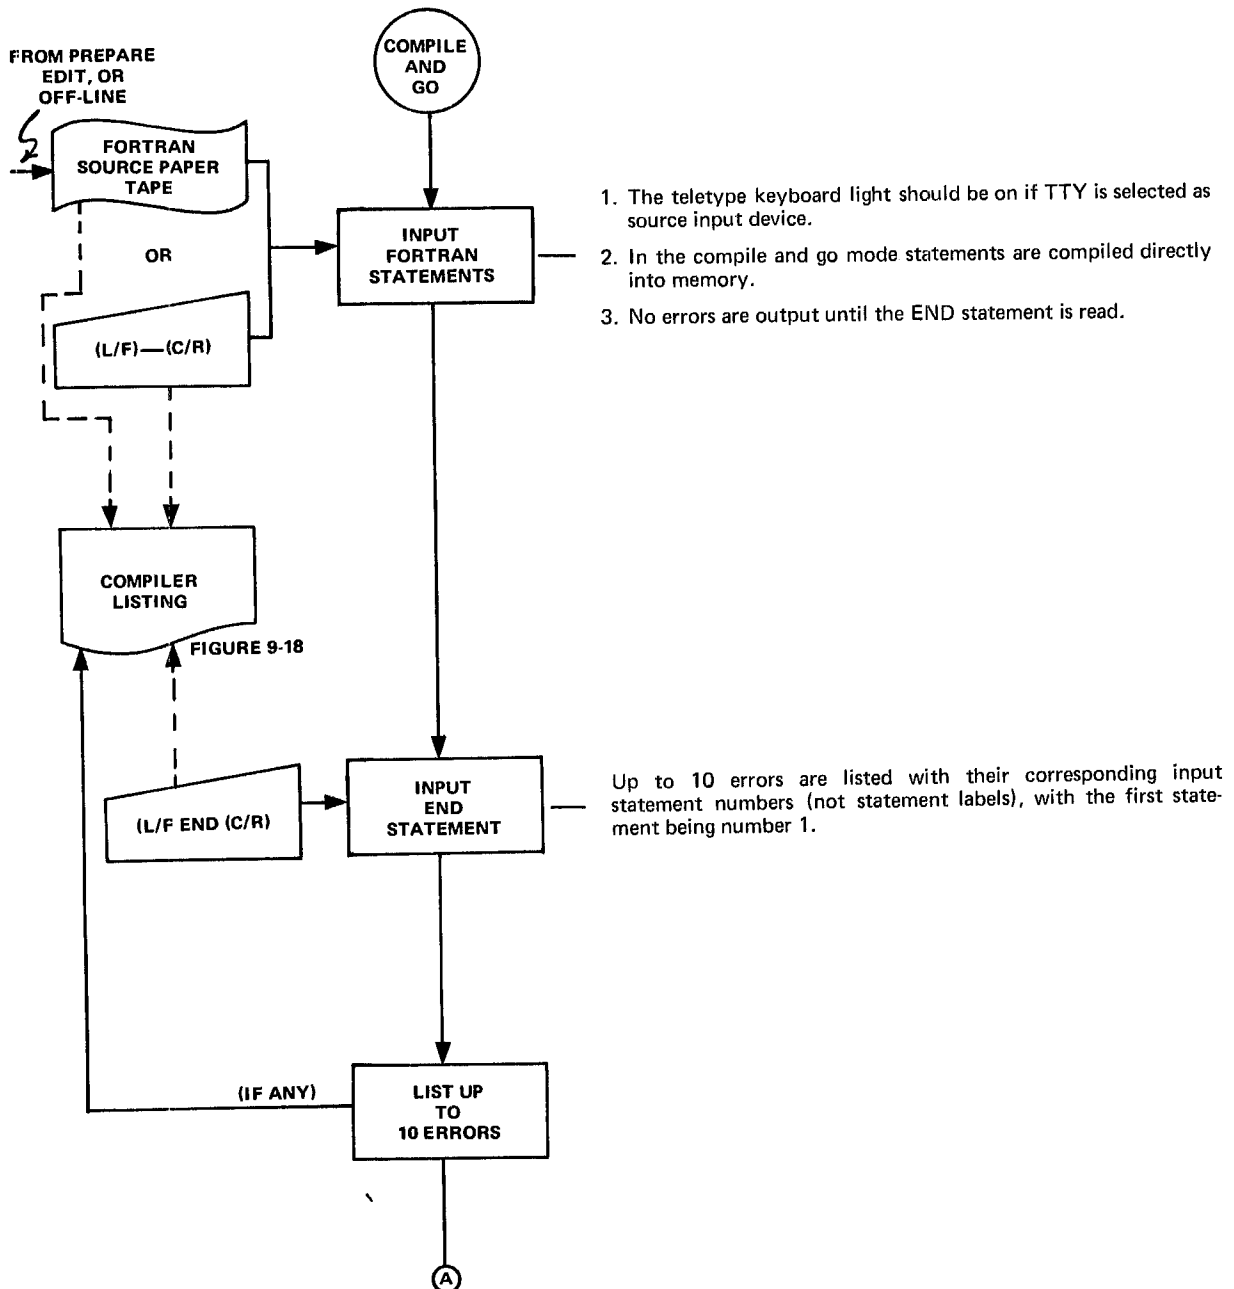 COMPILE
AND
GO
FROM PREPARE
EDIT, OR
OFF-LINE
FORTRAN
SOURCE PAPER
TAPE
OR
(L/F)—(C/R)
INPUT
FORTRAN
STATEMENTS
1. The teletype keyboard light should be on if TTY is selected as
source input device.
2. In the compile and go mode statements are compiled directly
into memory.
3. No errors are output until the END statement is read.
COMPILER
LISTING
FIGURE 9-18
(L/F END (C/R)
INPUT
END
STATEMENT
Up to 10 errors are listed with their corresponding input
statement numbers (not statement labels), with the first state-
ment being number 1.
(IF ANY)
LIST UP
TO
10 ERRORS
A